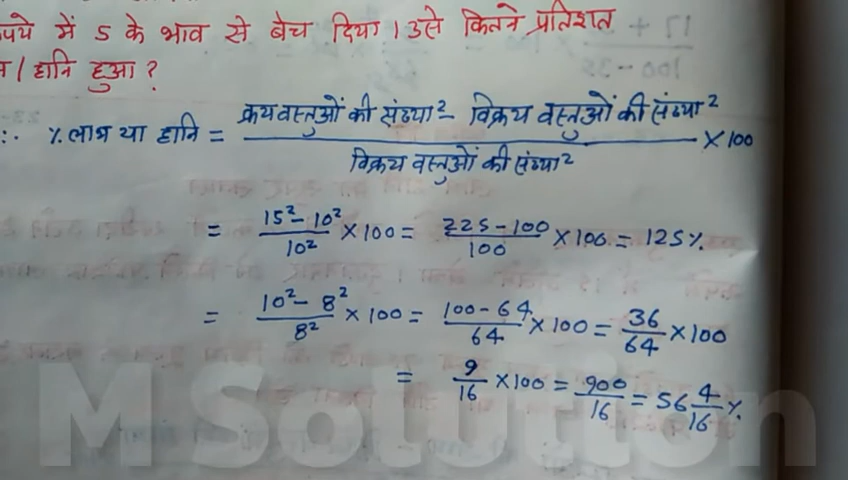 पये में 5 के भाव से बेच दिया । उसे कितने प्रतिशत
/ हानि हुआ ?
∴ %लाभ या हानि = क्रय वस्तुओं की संख्या² - विक्रय वस्तुओं की संख्या² / विक्रय वस्तुओं की संख्या² × 100
= 15² - 10² / 10² × 100 = 225 - 100 / 100 × 100 = 125%
= 10² - 8² / 8² × 100 = 100 - 64 / 64 × 100 = 36 / 64 × 100
= 9 / 16 × 100 = 900 / 16 = 56 4/16 %
M Solution